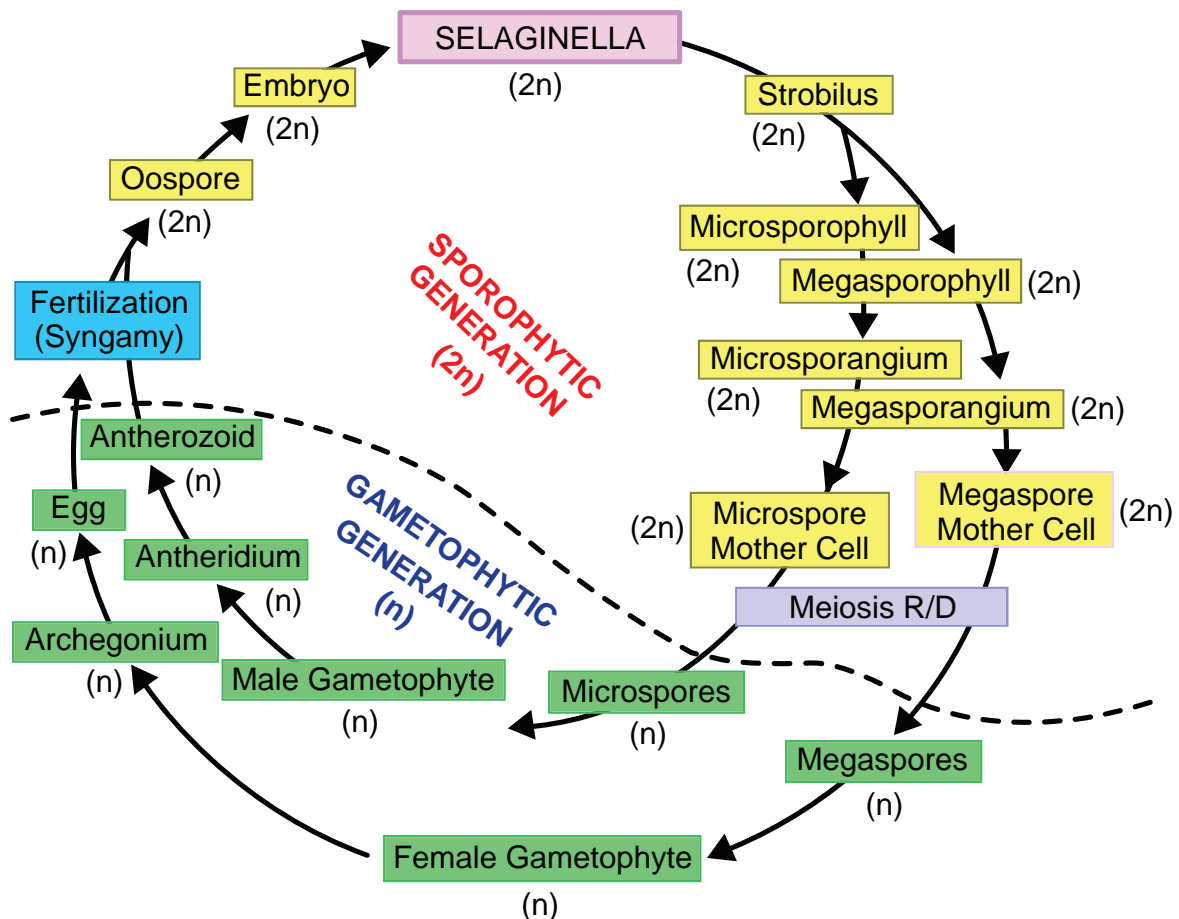 SELAGINELLA
(2n)
Strobilus
(2n)
Microsporophyll
(2n)
Megasporophyll
(2n)
Microsporangium
(2n)
Megasporangium
(2n)
Microspore
Mother Cell
(2n)
Megaspore
Mother Cell
(2n)
Meiosis R/D
Microspores
(n)
Megaspores
(n)
Male Gametophyte
(n)
Female Gametophyte
(n)
Antheridium
(n)
Archegonium
(n)
Antherozoid
(n)
Egg
(n)
Fertilization
(Syngamy)
Oospore
(2n)
Embryo
(2n)
SPOROPHYTIC
GENERATION
(2n)
GAMETOPHYTIC
GENERATION
(n)